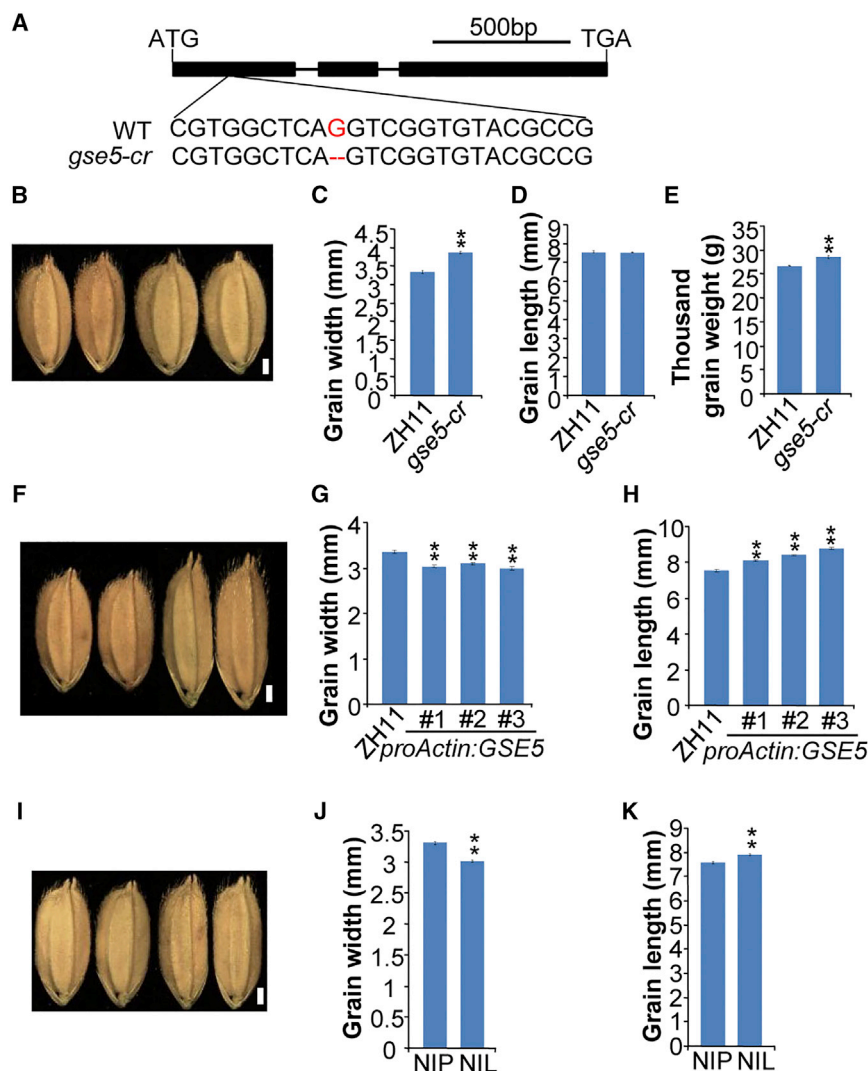 A
ATG
500bp
TGA
WT CGTGGCTCAGGTCGGTGTACGCCG
gse5-cr CGTGGCTCA--GTCGGTGTACGCCG
B
C
Grain width (mm)
4.5
4
3.5
3
2.5
2
1.5
1
0.5
0
**
ZH11
gse5-cr
D
Grain length (mm)
9
8
7
6
5
4
3
2
1
0
ZH11
gse5-cr
E
Thousand
grain weight (g)
35
30
25
20
15
10
5
0
**
ZH11
gse5-cr
F
G
Grain width (mm)
4
3
2
1
0
** ** **
ZH11
#1 #2 #3
proActin:GSE5
H
Grain length (mm)
10
8
6
4
2
0
** ** **
ZH11
#1 #2 #3
proActin:GSE5
I
J
Grain width (mm)
3.5
3
2.5
2
1.5
1
0.5
0
**
NIP NIL
K
Grain length (mm)
9
8
7
6
5
4
3
2
1
0
**
NIP NIL